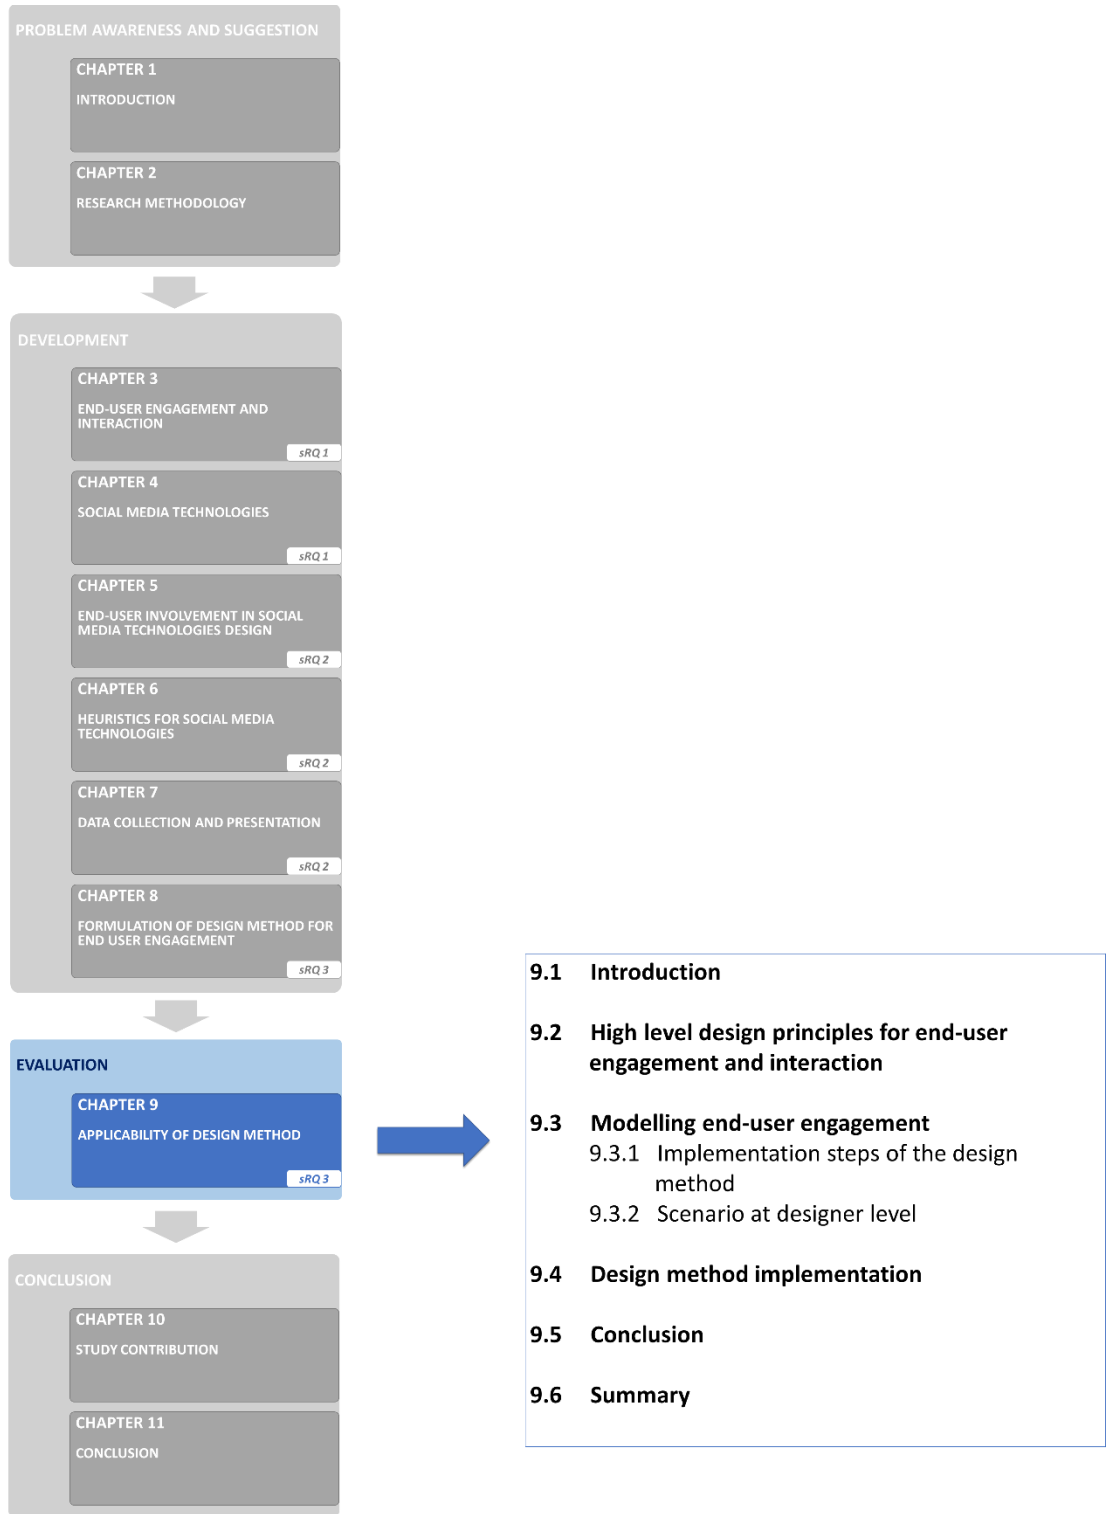 PROBLEM AWARENESS AND SUGGESTION
CHAPTER 1
INTRODUCTION
CHAPTER 2
RESEARCH METHODOLOGY
DEVELOPMENT
CHAPTER 3
END-USER ENGAGEMENT AND
INTERACTION
sRQ 1
CHAPTER 4
SOCIAL MEDIA TECHNOLOGIES
sRQ 1
CHAPTER 5
END-USER INVOLVEMENT IN SOCIAL
MEDIA TECHNOLOGIES DESIGN
sRQ 2
CHAPTER 6
HEURISTICS FOR SOCIAL MEDIA
TECHNOLOGIES
sRQ 2
CHAPTER 7
DATA COLLECTION AND PRESENTATION
sRQ 2
CHAPTER 8
FORMULATION OF DESIGN METHOD FOR
END USER ENGAGEMENT
sRQ 3
EVALUATION
CHAPTER 9
APPLICABILITY OF DESIGN METHOD
sRQ 3
CONCLUSION
CHAPTER 10
STUDY CONTRIBUTION
CHAPTER 11
CONCLUSION
9.1 Introduction
9.2 High level design principles for end-user
engagement and interaction
9.3 Modelling end-user engagement
9.3.1 Implementation steps of the design
method
9.3.2 Scenario at designer level
9.4 Design method implementation
9.5 Conclusion
9.6 Summary